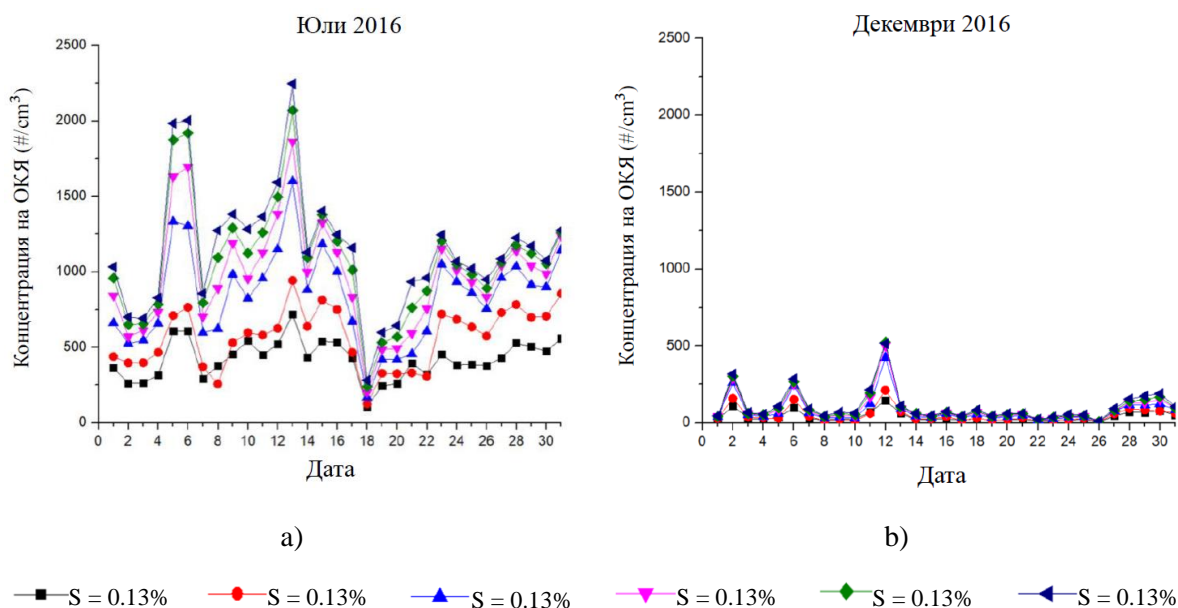 Юли 2016
Декември 2016
Концентрация на ОКЯ (#/cm³)
2500
2000
1500
1000
500
0
0 2 4 6 8 10 12 14 16 18 20 22 24 26 28 30
Дата
Концентрация на ОКЯ (#/cm³)
2500
2000
1500
1000
500
0
0 2 4 6 8 10 12 14 16 18 20 22 24 26 28 30
Дата
a)
b)
S = 0.13% S = 0.13% S = 0.13% S = 0.13% S = 0.13% S = 0.13%